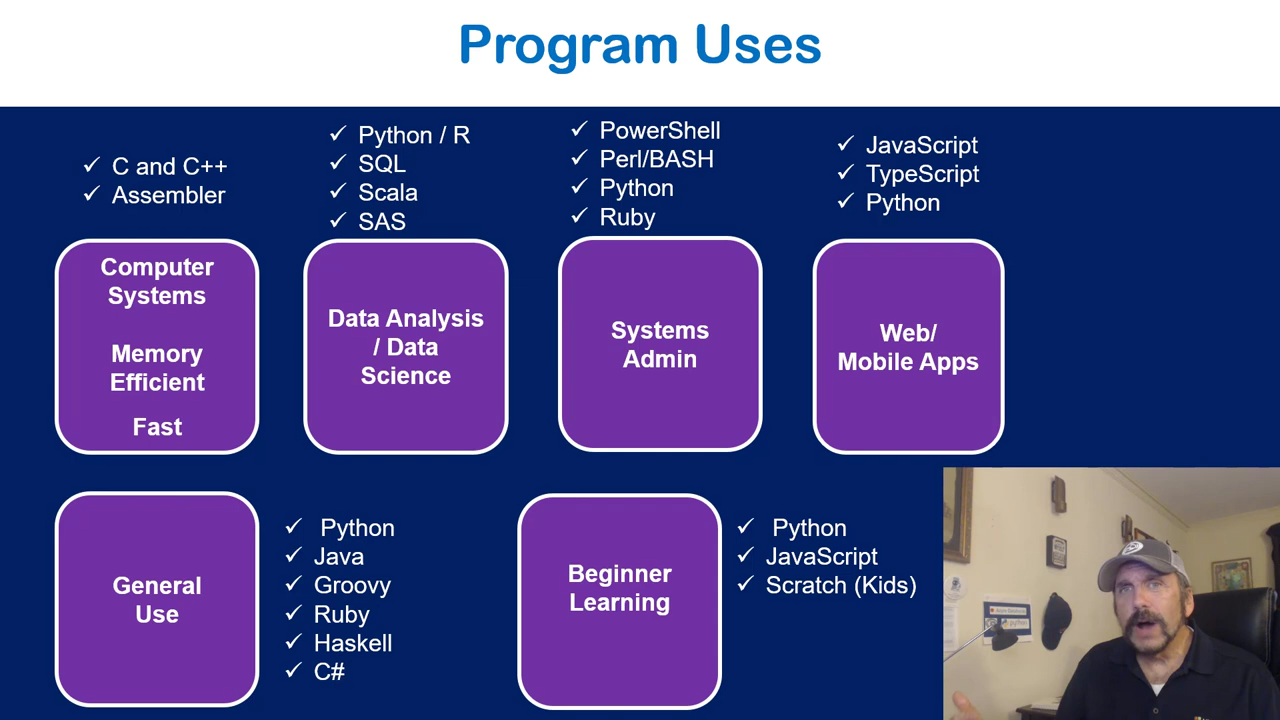 Program Uses
C and C++
Assembler
Python / R
SQL
Scala
SAS
PowerShell
Perl/BASH
Python
Ruby
JavaScript
TypeScript
Python
Computer
Systems
Memory
Efficient
Fast
Data Analysis
/ Data
Science
Systems
Admin
Web/
Mobile Apps
General
Use
Python
Java
Groovy
Ruby
Haskell
C#
Beginner
Learning
Python
JavaScript
Scratch (Kids)
python